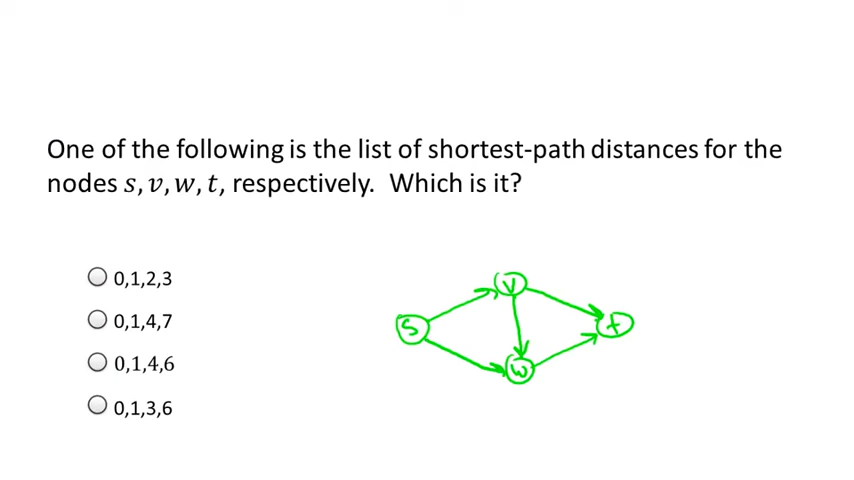 One of the following is the list of shortest-path distances for the
nodes s, v, w, t, respectively. Which is it?
0,1,2,3
0,1,4,7
0,1,4,6
0,1,3,6
v
s
t
w